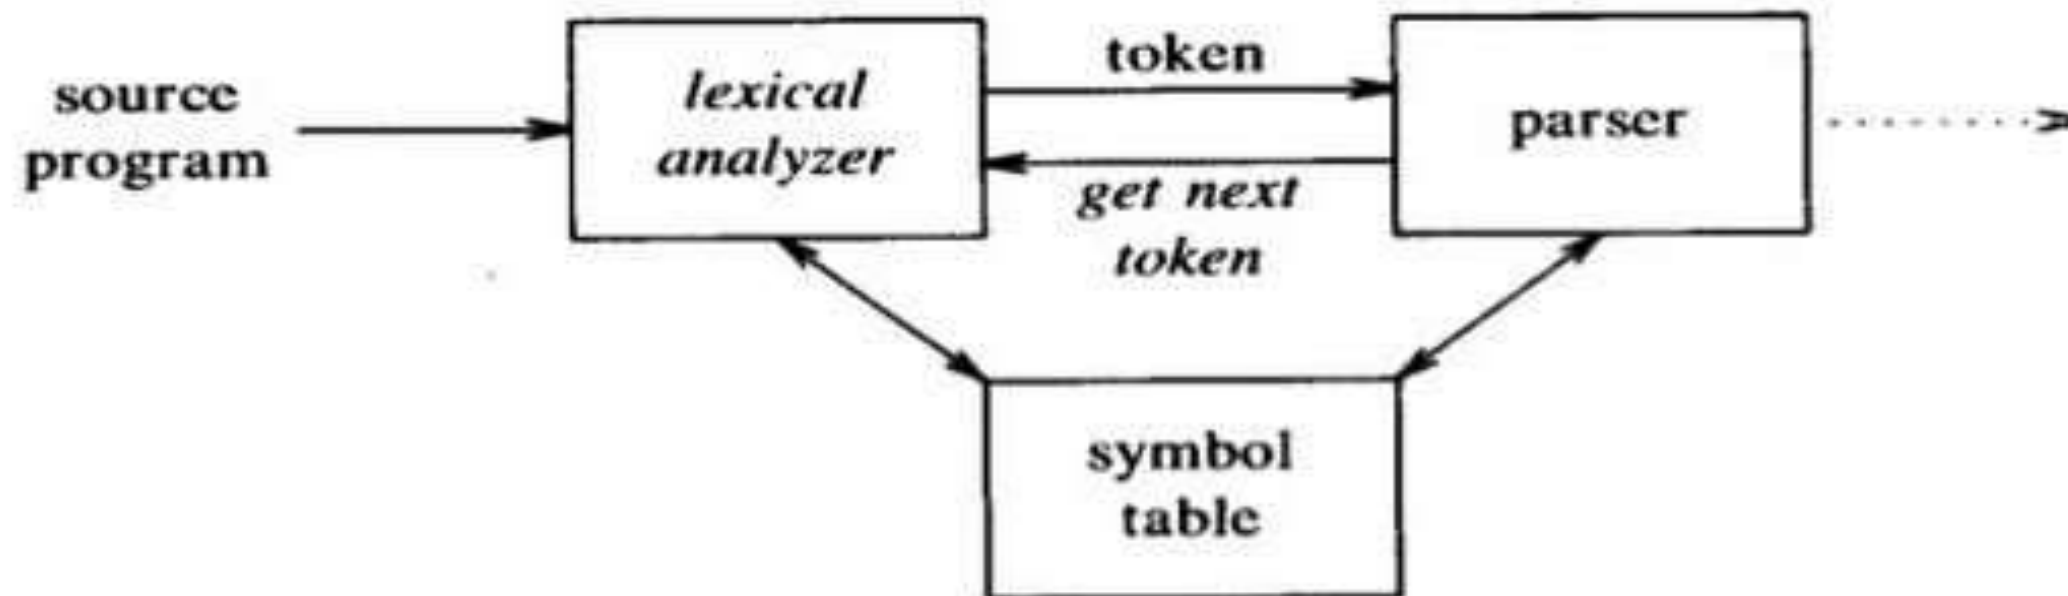 source
program
lexical
analyzer
token
get next
token
parser
symbol
table